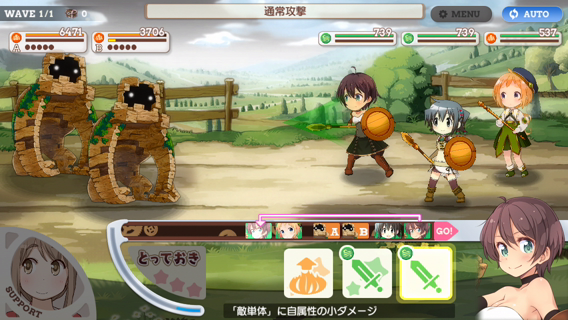 WAVE 1/1
0
通常攻撃
MENU
AUTO
6471
A
3706
B
739
739
537
A
B
GO!
SUPPORT
とっておき
「敵単体」に自属性の小ダメージ